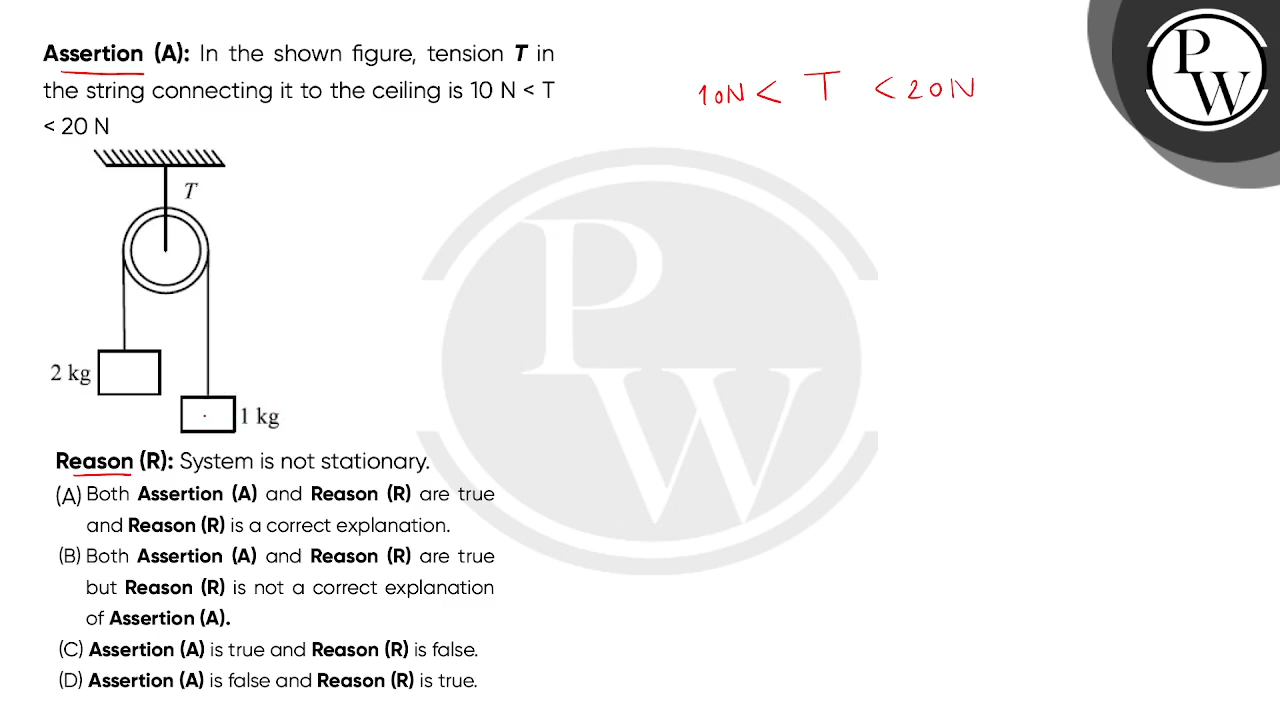 Assertion (A): In the shown figure, tension T in
the string connecting it to the ceiling is 10 N < T
< 20 N
10N < T < 20N
P
W
T
2 kg
1 kg
Reason (R): System is not stationary.
(A) Both Assertion (A) and Reason (R) are true
and Reason (R) is a correct explanation.
(B) Both Assertion (A) and Reason (R) are true
but Reason (R) is not a correct explanation
of Assertion (A).
(C) Assertion (A) is true and Reason (R) is false.
(D) Assertion (A) is false and Reason (R) is true.
P
W